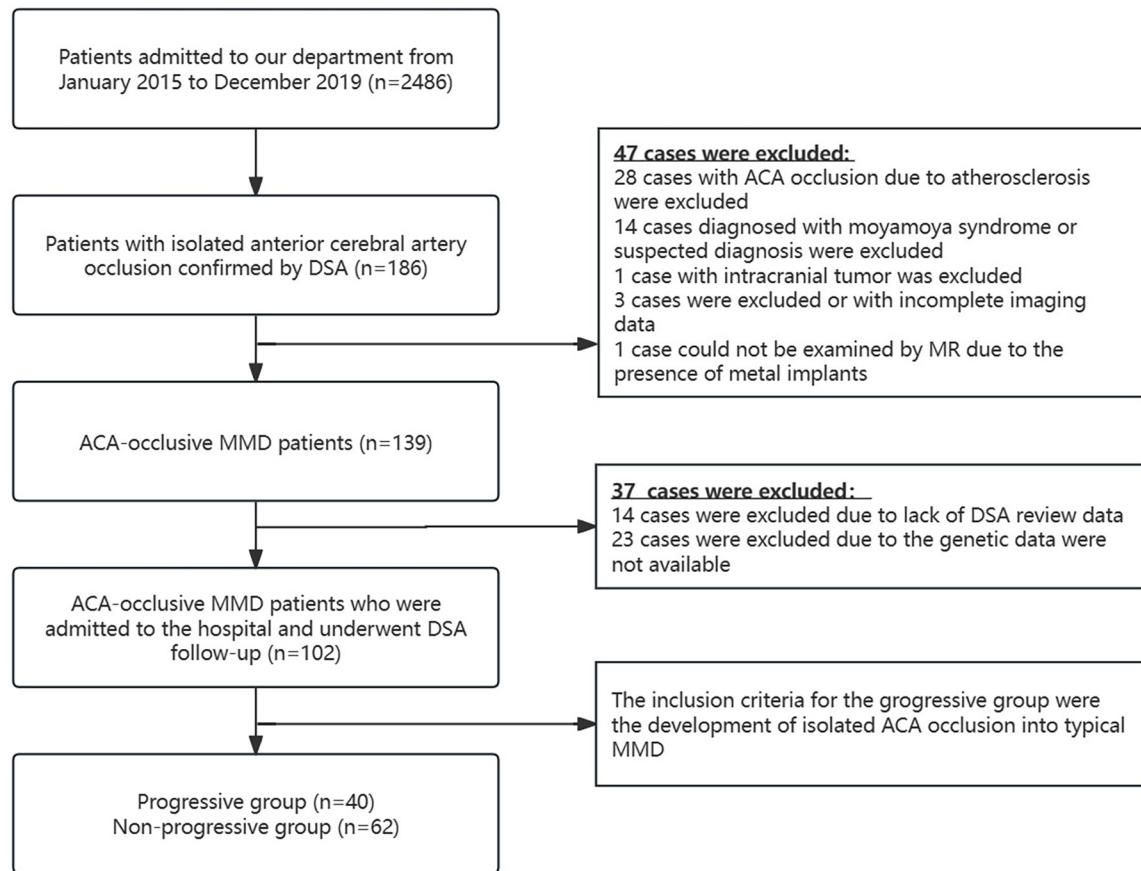 Patients admitted to our department from
January 2015 to December 2019 (n=2486)
Patients with isolated anterior cerebral artery
occlusion confirmed by DSA (n=186)
47 cases were excluded:
28 cases with ACA occlusion due to atherosclerosis
were excluded
14 cases diagnosed with moyamoya syndrome or
suspected diagnosis were excluded
1 case with intracranial tumor was excluded
3 cases were excluded or with incomplete imaging
data
1 case could not be examined by MR due to the
presence of metal implants
ACA-occlusive MMD patients (n=139)
37 cases were excluded:
14 cases were excluded due to lack of DSA review data
23 cases were excluded due to the genetic data were
not available
ACA-occlusive MMD patients who were
admitted to the hospital and underwent DSA
follow-up (n=102)
The inclusion criteria for the grogressive group were
the development of isolated ACA occlusion into typical
MMD
Progressive group (n=40)
Non-progressive group (n=62)